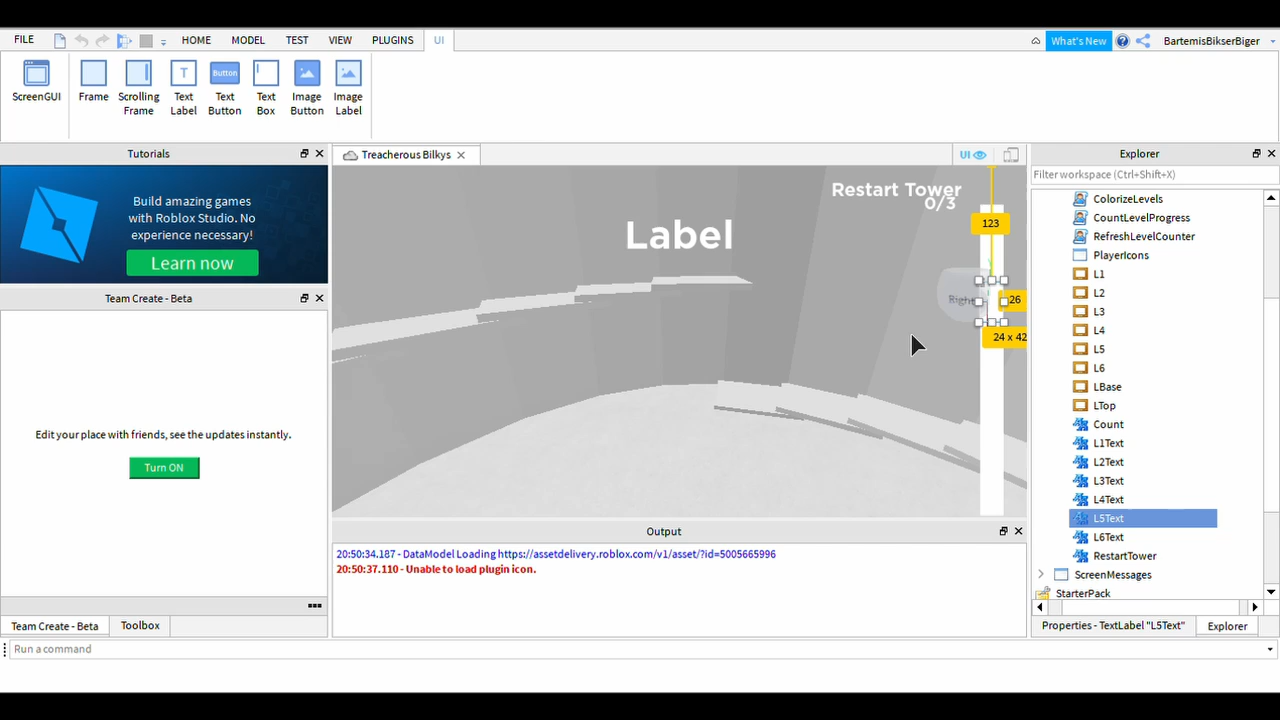 FILE
HOME
MODEL
TEST
VIEW
PLUGINS
UI
What's New
BartemisBikserBiger
ScreenGUI
Frame
Scrolling
Frame
Text
Label
Button
Text
Button
Text
Box
Image
Button
Image
Label
Tutorials
Build amazing games
with Roblox Studio. No
experience necessary!
Learn now
Team Create - Beta
Edit your place with friends, see the updates instantly.
Turn ON
Team Create - Beta
Toolbox
Treacherous Bilkys
UI
Restart Tower
0/3
Label
123
Right
26
24 x 42
Output
20:50:34.187 - DataModel Loading https://assetdelivery.roblox.com/v1/asset/?id=5005665996
20:50:37.110 - Unable to load plugin icon.
Explorer
Filter workspace (Ctrl+Shift+X)
ColorizeLevels
CountLevelProgress
RefreshLevelCounter
PlayerIcons
L1
L2
L3
L4
L5
L6
LBase
LTop
Count
L1Text
L2Text
L3Text
L4Text
L5Text
L6Text
RestartTower
ScreenMessages
StarterPack
Properties - TextLabel "L5Text"
Explorer
Run a command